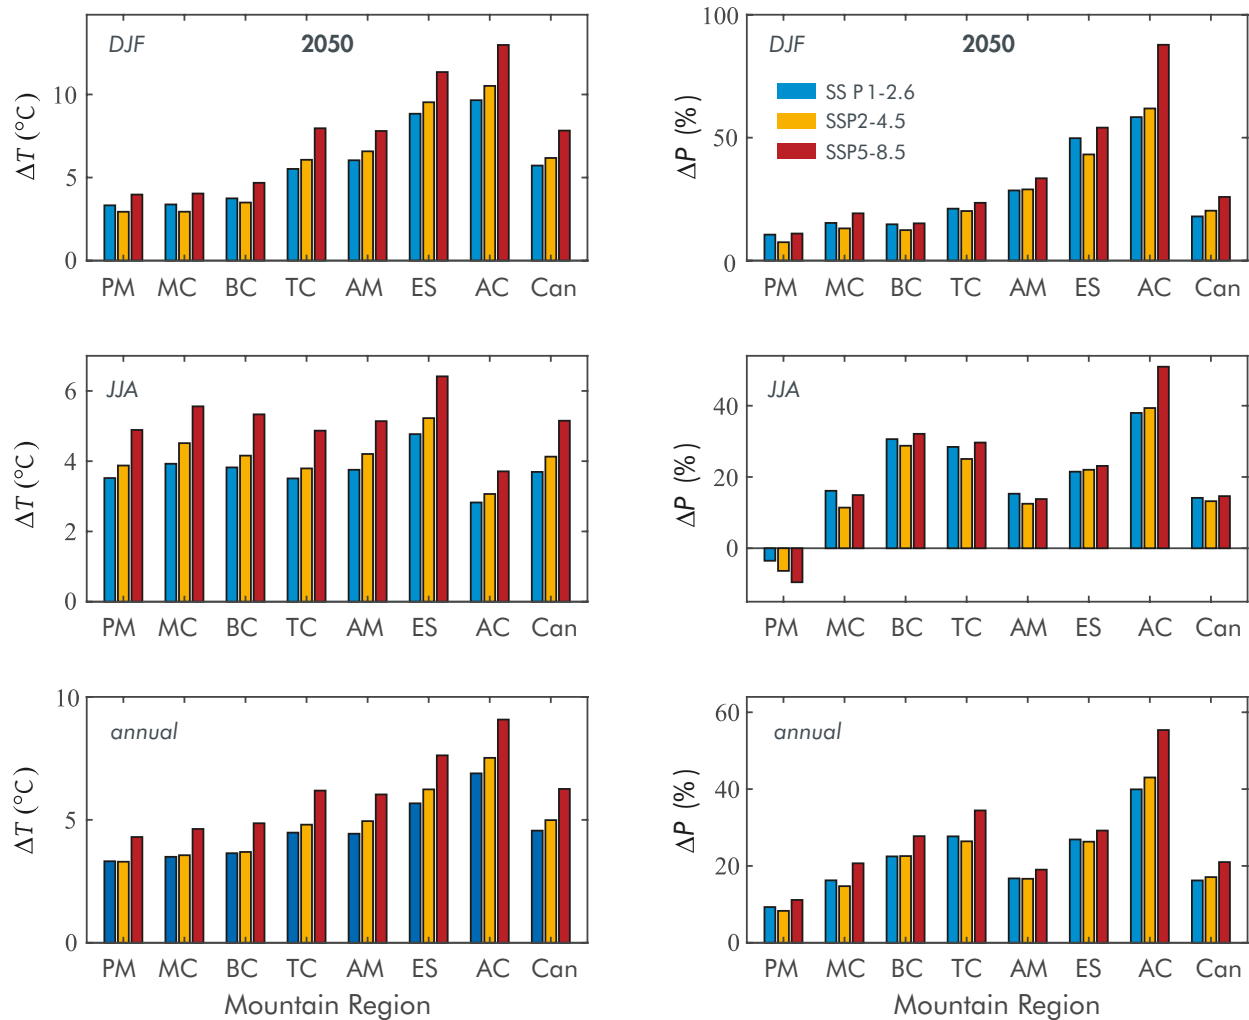 DJF 2050
ΔT (°C)
10
5
0
PM MC BC TC AM ES AC Can
DJF 2050
ΔP (%)
100
50
0
SS P1-2.6
SSP2-4.5
SSP5-8.5
PM MC BC TC AM ES AC Can
JJA
ΔT (°C)
6
4
2
0
PM MC BC TC AM ES AC Can
JJA
ΔP (%)
40
20
0
PM MC BC TC AM ES AC Can
annual
ΔT (°C)
10
5
0
PM MC BC TC AM ES AC Can
Mountain Region
annual
ΔP (%)
60
40
20
0
PM MC BC TC AM ES AC Can
Mountain Region